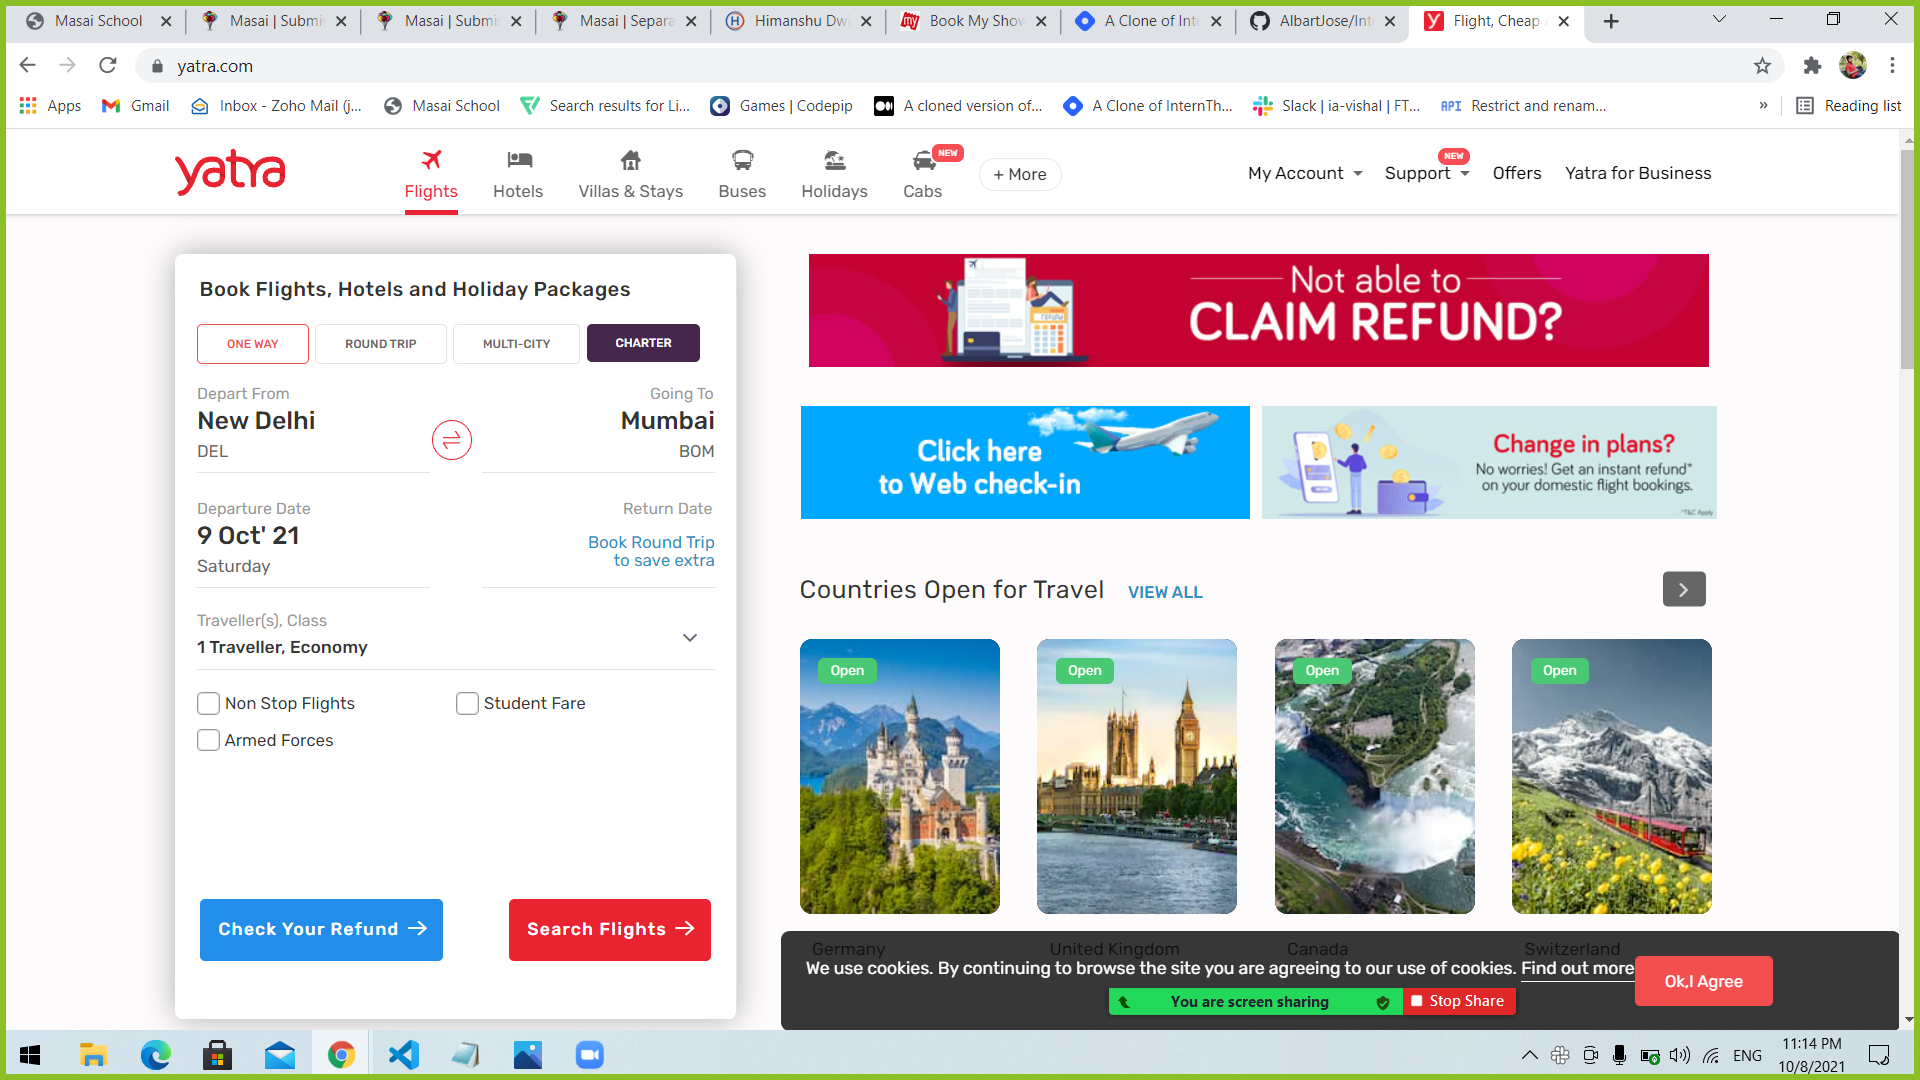 Masai School
Masai | Submis
Masai | Submis
Masai | Separa
Himanshu Dwi
Book My Show
A Clone of Inte
AlbartJose/Inte
Flight, Cheap A
yatra.com
Apps
Gmail
Inbox - Zoho Mail (j...
Masai School
Search results for Li...
Games | Codepip
A cloned version of...
A Clone of InternTh...
Slack | ia-vishal | FT...
API Restrict and renam...
»
Reading list
yatra
Flights
Hotels
Villas & Stays
Buses
Holidays
NEW
Cabs
+ More
My Account
NEW
Support
Offers
Yatra for Business
Book Flights, Hotels and Holiday Packages
ONE WAY
ROUND TRIP
MULTI-CITY
CHARTER
Depart From
New Delhi
DEL
Going To
Mumbai
BOM
Departure Date
9 Oct' 21
Saturday
Return Date
Book Round Trip
to save extra
Traveller(s), Class
1 Traveller, Economy
Non Stop Flights
Student Fare
Armed Forces
Check Your Refund
Search Flights
Not able to
CLAIM REFUND?
Click here
to Web check-in
Change in plans?
No worries! Get an instant refund*
on your domestic flight bookings.
*T&C Apply
Countries Open for Travel
VIEW ALL
Open
Open
Open
Open
Germany
United Kingdom
Canada
Switzerland
We use cookies. By continuing to browse the site you are agreeing to our use of cookies. Find out more
Ok,I Agree
You are screen sharing
Stop Share
ENG
11:14 PM
10/8/2021